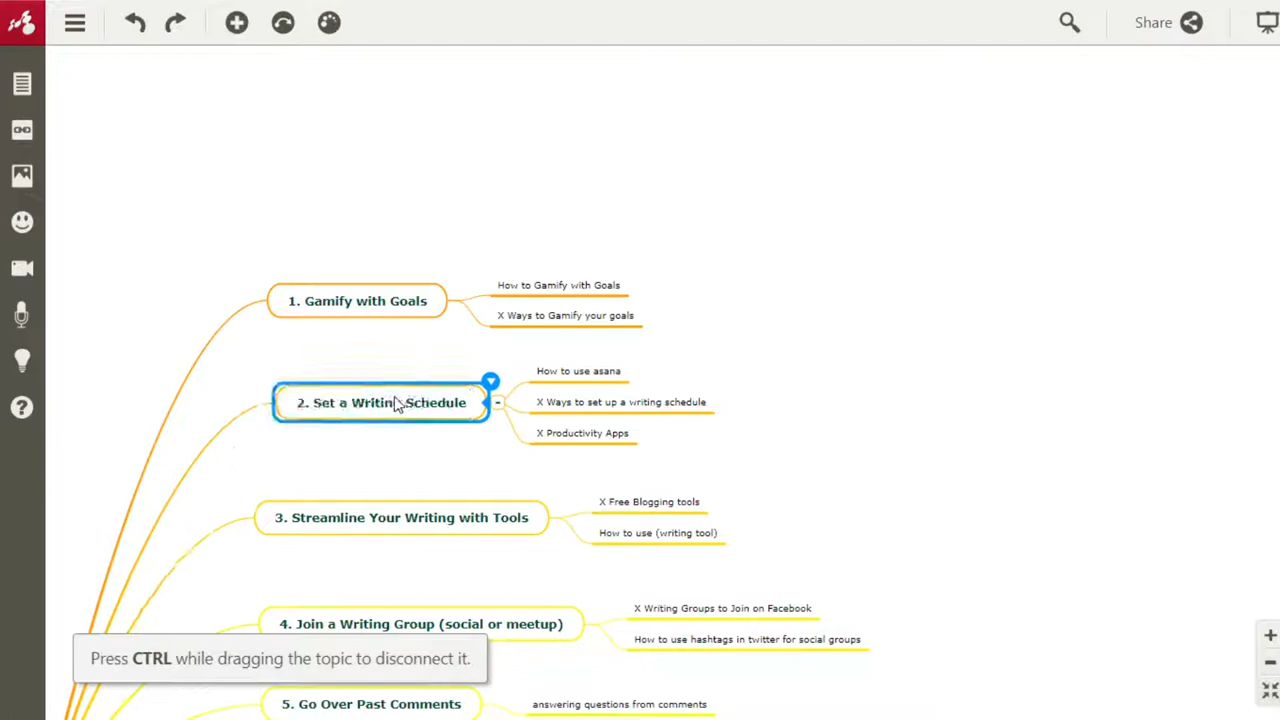 Share
1. Gamify with Goals
How to Gamify with Goals
X Ways to Gamify your goals
2. Set a Writing Schedule
How to use asana
X Ways to set up a writing schedule
X Productivity Apps
3. Streamline Your Writing with Tools
X Free Blogging tools
How to use (writing tool)
4. Join a Writing Group (social or meetup)
X Writing Groups to Join on Facebook
How to use hashtags in twitter for social groups
Press CTRL while dragging the topic to disconnect it.
5. Go Over Past Comments
answering questions from comments